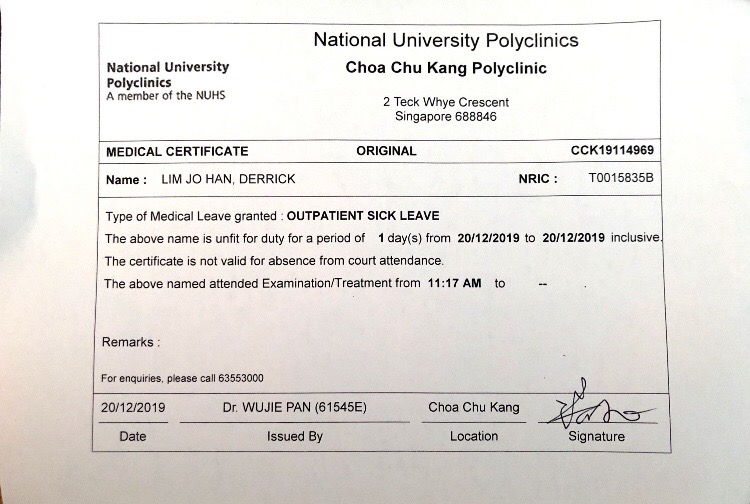 National University Polyclinics
Choa Chu Kang Polyclinic
National University
Polyclinics
A member of the NUHS
2 Teck Whye Crescent
Singapore 688846
MEDICAL CERTIFICATE ORIGINAL CCK19114969
Name : LIM JO HAN, DERRICK NRIC : T0015835B
Type of Medical Leave granted : OUTPATIENT SICK LEAVE
The above name is unfit for duty for a period of 1 day(s) from 20/12/2019 to 20/12/2019 inclusive.
The certificate is not valid for absence from court attendance.
The above named attended Examination/Treatment from 11:17 AM to -- .
Remarks :
For enquiries, please call 63553000
20/12/2019 Dr. WUJIE PAN (61545E) Choa Chu Kang
Date Issued By Location Signature